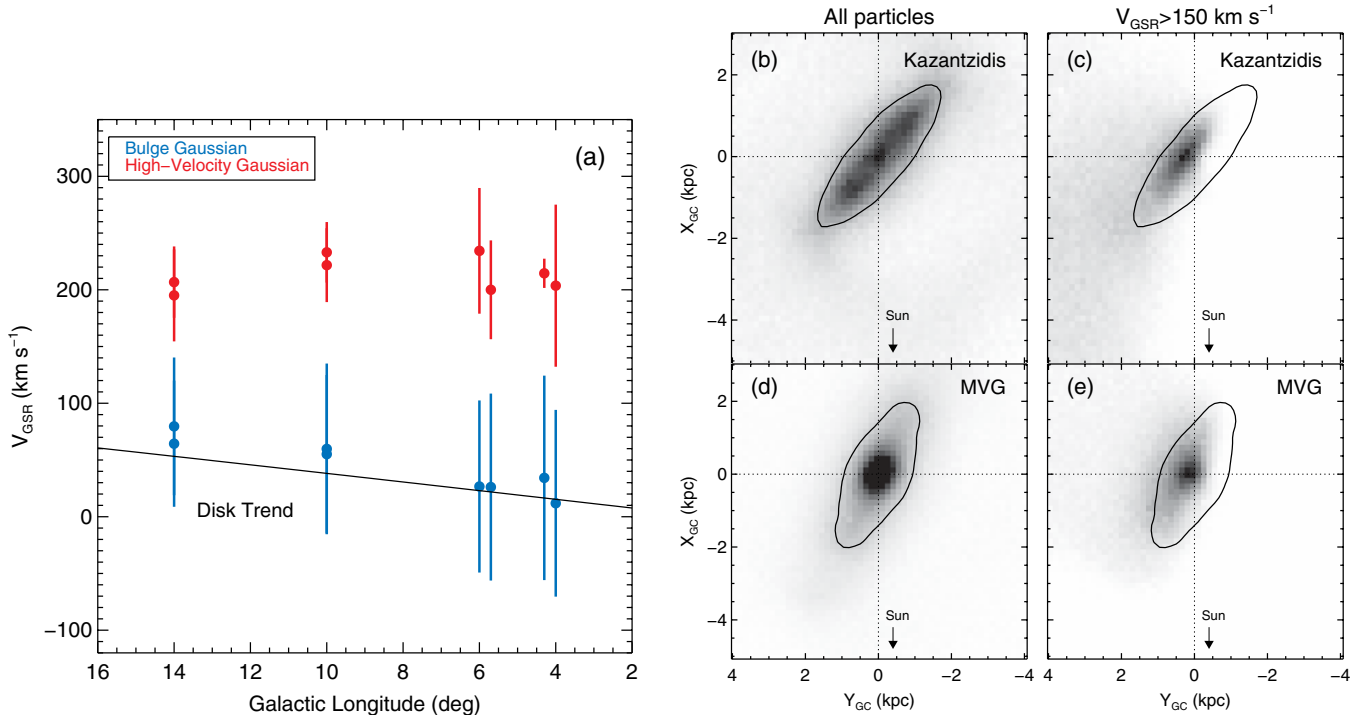 All particles
V_GSR>150 km s⁻¹
Bulge Gaussian
High−Velocity Gaussian
(a)
300
200
100
0
−100
V_GSR (km s⁻¹)
Disk Trend
16
14
12
10
8
6
4
2
Galactic Longitude (deg)
(b)
Kazantzidis
2
0
−2
−4
X_GC (kpc)
Sun
(c)
Kazantzidis
Sun
(d)
MVG
2
0
−2
−4
X_GC (kpc)
Sun
4
2
0
−2
−4
Y_GC (kpc)
(e)
MVG
Sun
4
2
0
−2
−4
Y_GC (kpc)